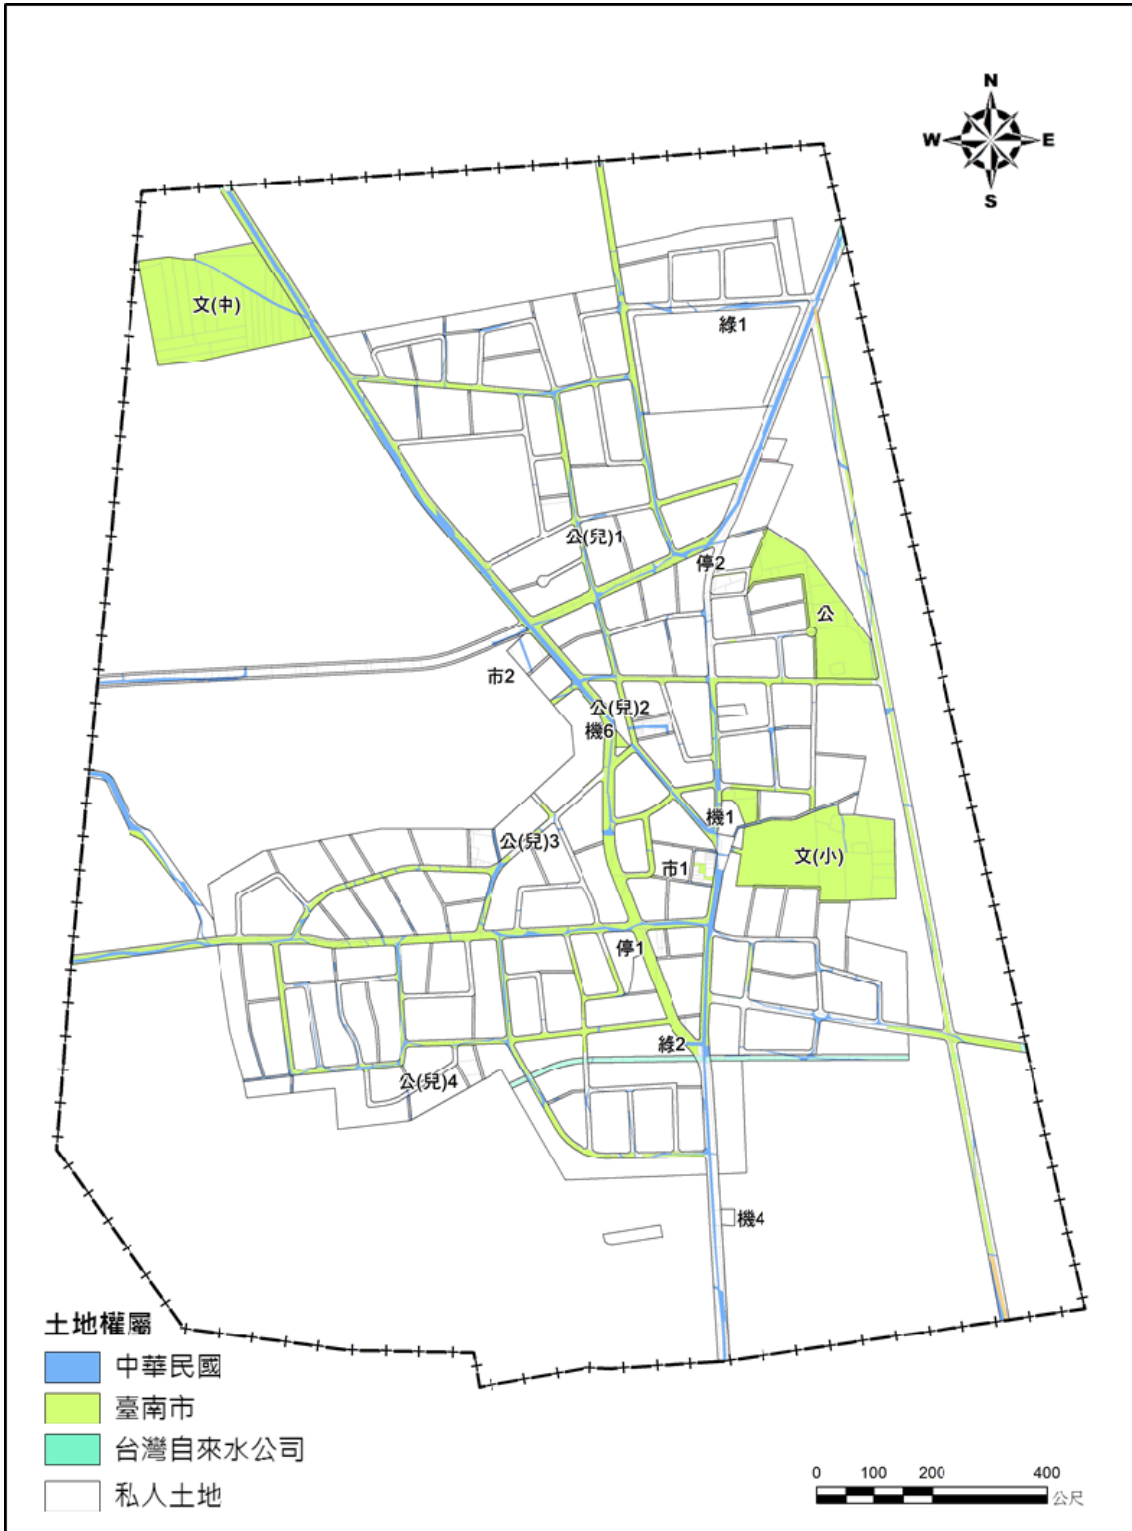 N
W E
S
文(中)
綠1
公(兒)1
停2
公
市2
公(兒)2
機6
機1
公(兒)3
文(小)
市1
停1
綠2
公(兒)4
機4
土地權屬
中華民國
臺南市
台灣自來水公司
私人土地
0 100 200 400
公尺